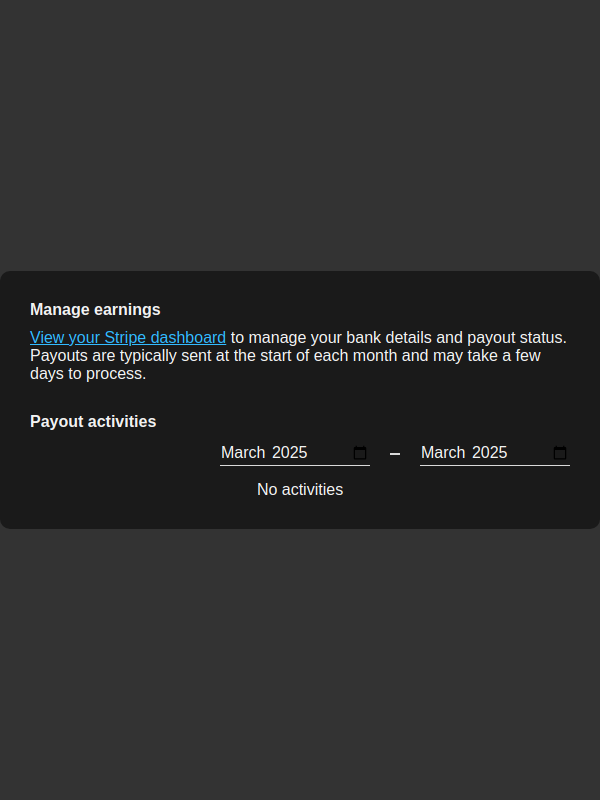 Manage earnings
View your Stripe dashboard to manage your bank details and payout status.
Payouts are typically sent at the start of each month and may take a few
days to process.
Payout activities
March 2025 – March 2025
No activities